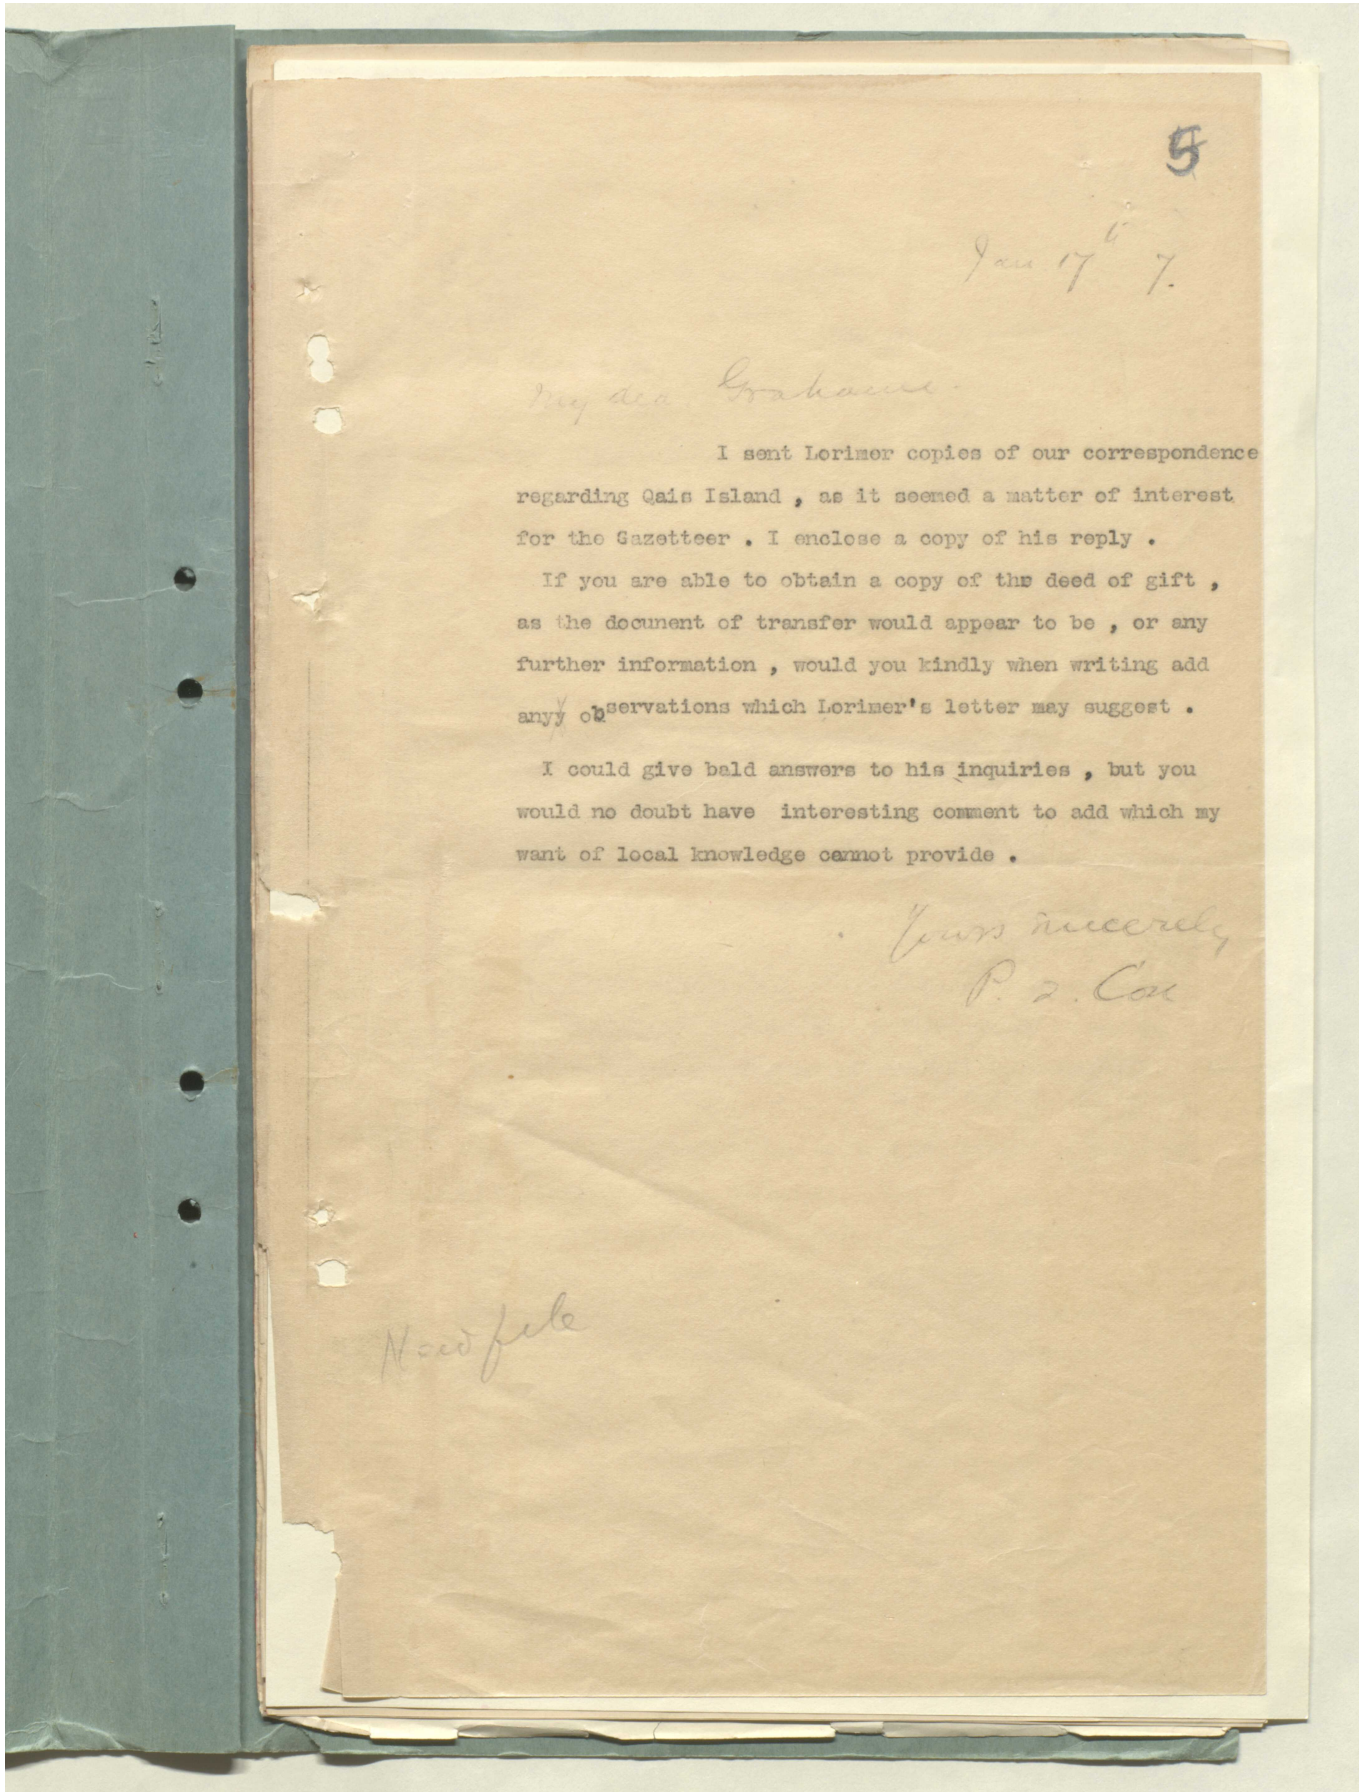 5
Jan 17th 7.
My dear Grahame.
I sent Lorimer copies of our correspondence
regarding Qais Island , as it seemed a matter of interest
for the Gazetteer . I enclose a copy of his reply .
If you are able to obtain a copy of the deed of gift ,
as the document of transfer would appear to be , or any
further information , would you kindly when writing add
anyy observations which Lorimer's letter may suggest .
I could give bald answers to his inquiries , but you
would no doubt have interesting comment to add which my
want of local knowledge cannot provide .
Yours sincerely
P. Z. Cox
New file